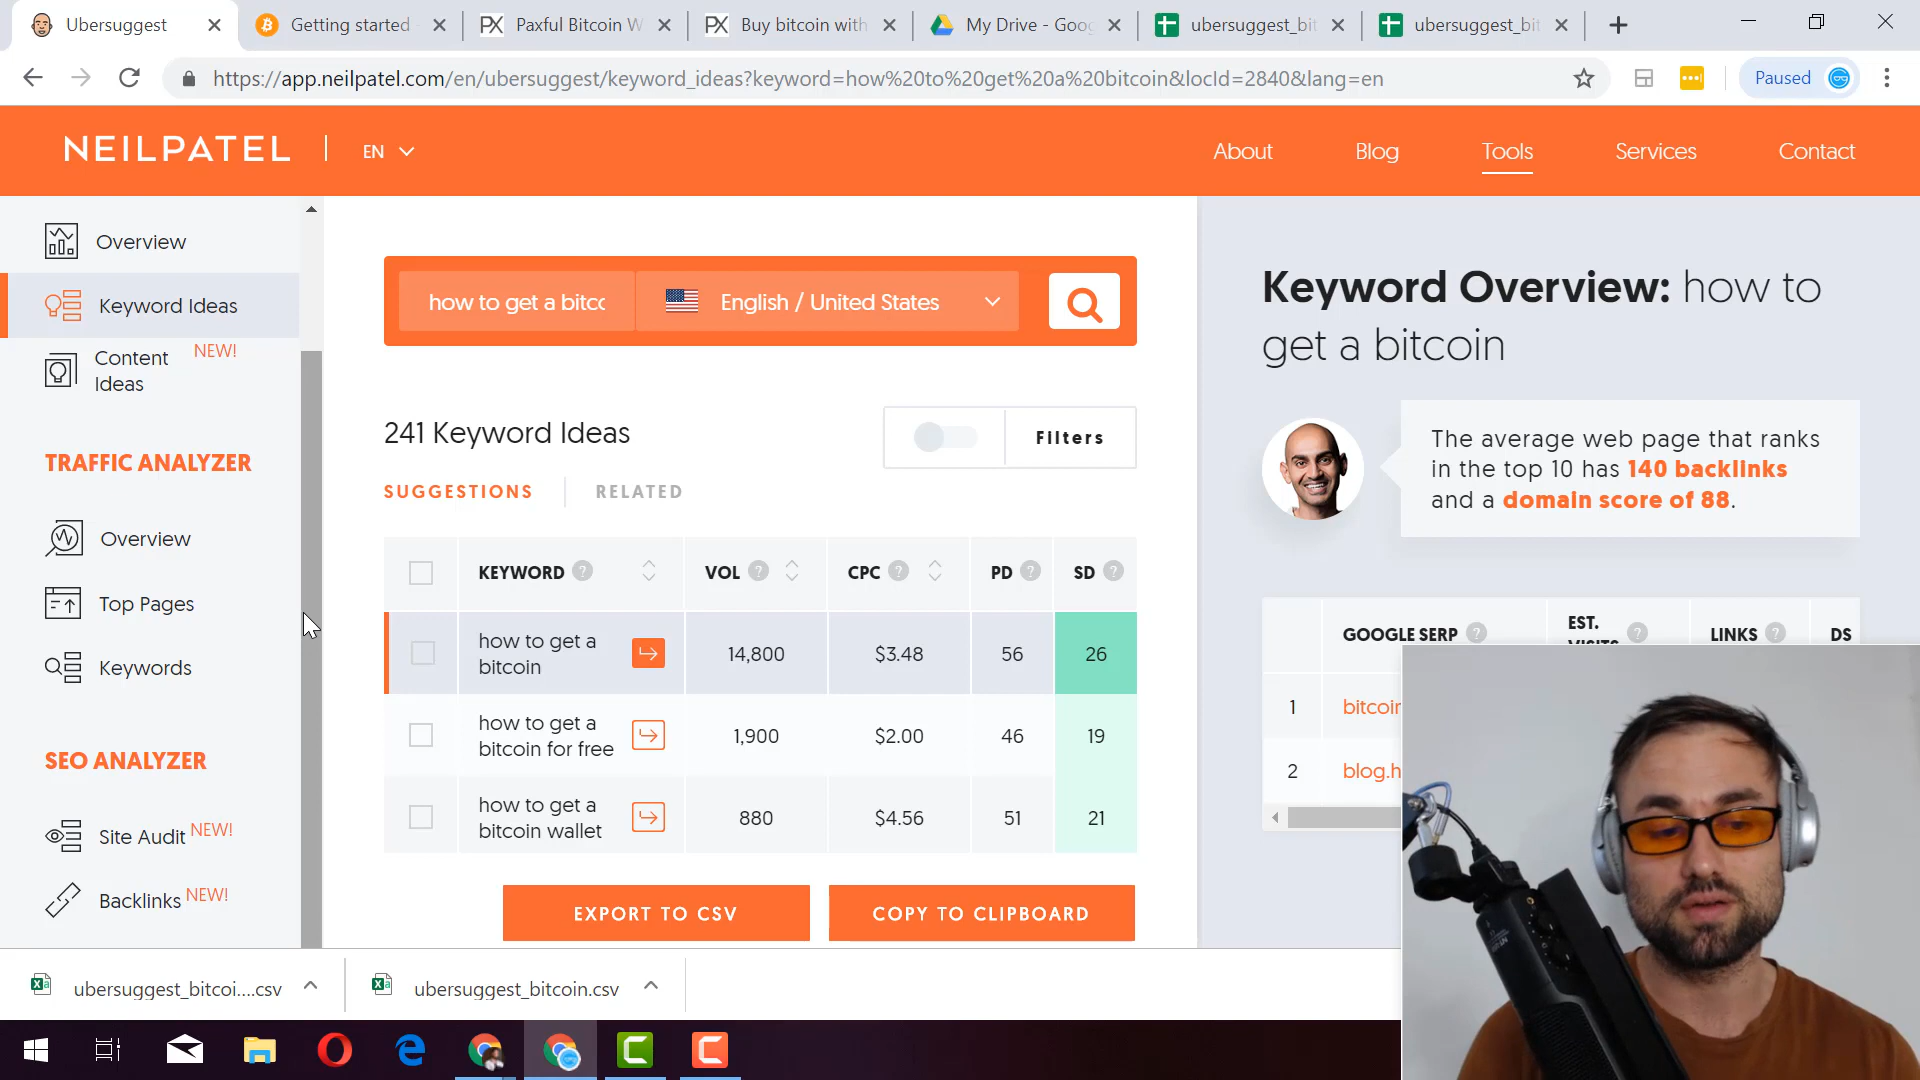 Ubersuggest
Getting started
Paxful Bitcoin W
Buy bitcoin with
My Drive - Goog
ubersuggest_bit
ubersuggest_bit
https://app.neilpatel.com/en/ubersuggest/keyword_ideas?keyword=how%20to%20get%20a%20bitcoin&locId=2840&lang=en
Paused
NEILPATEL
EN
About
Blog
Tools
Services
Contact
Overview
Keyword Ideas
Content Ideas NEW!
TRAFFIC ANALYZER
Overview
Top Pages
Keywords
SEO ANALYZER
Site Audit NEW!
Backlinks NEW!
how to get a bitco
English / United States
241 Keyword Ideas
Filters
SUGGESTIONS
RELATED
KEYWORD ? VOL ? CPC ? PD ? SD ?
how to get a bitcoin 14,800 $3.48 56 26
how to get a bitcoin for free 1,900 $2.00 46 19
how to get a bitcoin wallet 880 $4.56 51 21
EXPORT TO CSV
COPY TO CLIPBOARD
Keyword Overview: how to
get a bitcoin
The average web page that ranks
in the top 10 has 140 backlinks
and a domain score of 88.
GOOGLE SERP ? EST. VISITS ? LINKS ? DS
1 bitcoin
2 blog.h
ubersuggest_bitcoi....csv
ubersuggest_bitcoin.csv